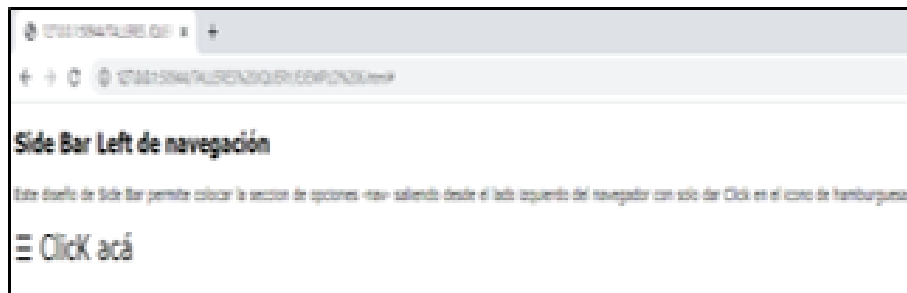 Side Bar Left de navegación
Este diseño de Side Bar permite colocar la seccion de opciones <nav> saliendo desde el lado izquierdo del navegador con solo dar Click en el icono de hamburguesa
☰ ClicK acá